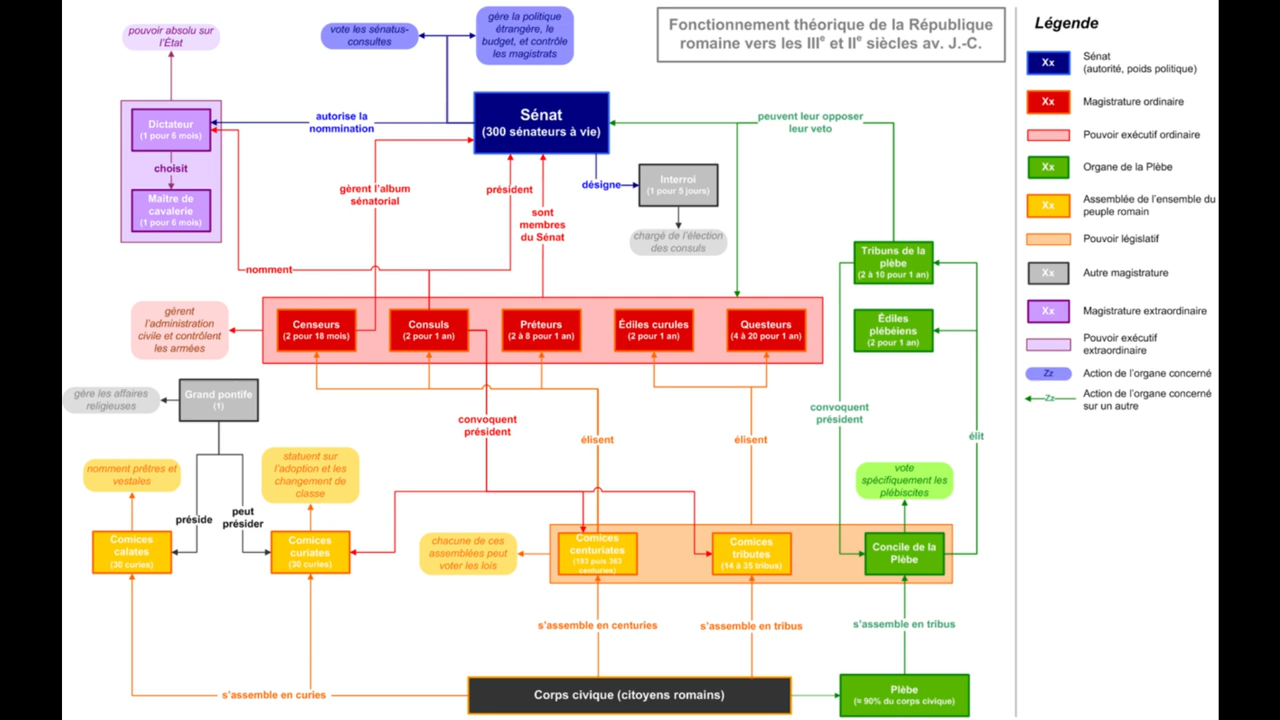 Fonctionnement théorique de la République
romaine vers les IIIe et IIe siècles av. J.-C.
pouvoir absolu sur
l'État
vote les sénatus-
consultes
gère la politique
étrangère, le
budget, et contrôle
les magistrats
Dictateur
(1 pour 6 mois)
choisit
Maître de
cavalerie
(1 pour 6 mois)
autorise la
nommination
Sénat
(300 sénateurs à vie)
peuvent leur opposer
leur veto
gèrent l'album
sénatorial
président
sont
membres
du Sénat
désigne
Interroi
(1 pour 5 jours)
chargé de l'élection
des consuls
nomment
Tribuns de la
plèbe
(2 à 10 pour 1 an)
gèrent
l'administration
civile et contrôlent
les armées
Censeurs
(2 pour 18 mois)
Consuls
(2 pour 1 an)
Préteurs
(2 à 8 pour 1 an)
Édiles curules
(2 pour 1 an)
Questeurs
(4 à 20 pour 1 an)
Édiles
plébéiens
(2 pour 1 an)
gère les affaires
religieuses
Grand pontife
(1)
convoquent
président
élisent
élisent
convoquent
président
élit
nomment prêtres et
vestales
statuent sur
l'adoption et les
changement de
classe
préside
peut
présider
vote
spécifiquement les
plébiscites
Comices
calates
(30 curies)
Comices
curiates
(30 curies)
chacune de ces
assemblées peut
voter les lois
Comices
centuriates
(193 puis 363
centuries)
Comices
tributes
(14 à 35 tribus)
Concile de la
Plèbe
s'assemble en centuries
s'assemble en tribus
s'assemble en tribus
s'assemble en curies
Corps civique (citoyens romains)
Plèbe
(≈ 90% du corps civique)
Légende
Xx
Sénat
(autorité, poids politique)
Xx
Magistrature ordinaire
Pouvoir exécutif ordinaire
Xx
Organe de la Plèbe
Xx
Assemblée de l'ensemble du
peuple romain
Pouvoir législatif
Xx
Autre magistrature
Xx
Magistrature extraordinaire
Pouvoir exécutif
extraordinaire
Zz
Action de l'organe concerné
Zz
Action de l'organe concerné
sur un autre